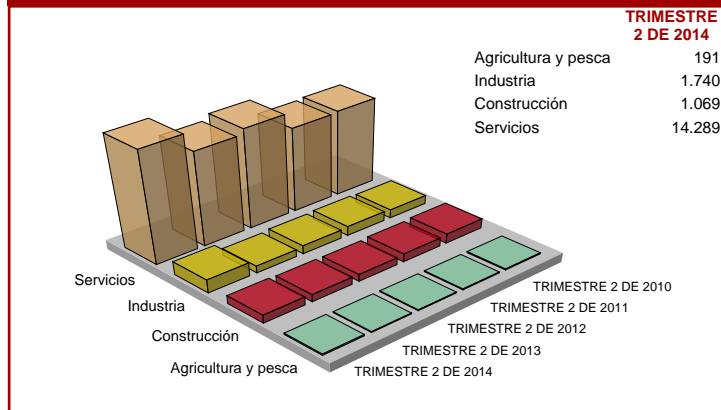 TRIMESTRE
2 DE 2014
Agricultura y pesca 191
Industria 1.740
Construcción 1.069
Servicios 14.289
Servicios
Industria
Construcción
Agricultura y pesca
TRIMESTRE 2 DE 2010
TRIMESTRE 2 DE 2011
TRIMESTRE 2 DE 2012
TRIMESTRE 2 DE 2013
TRIMESTRE 2 DE 2014